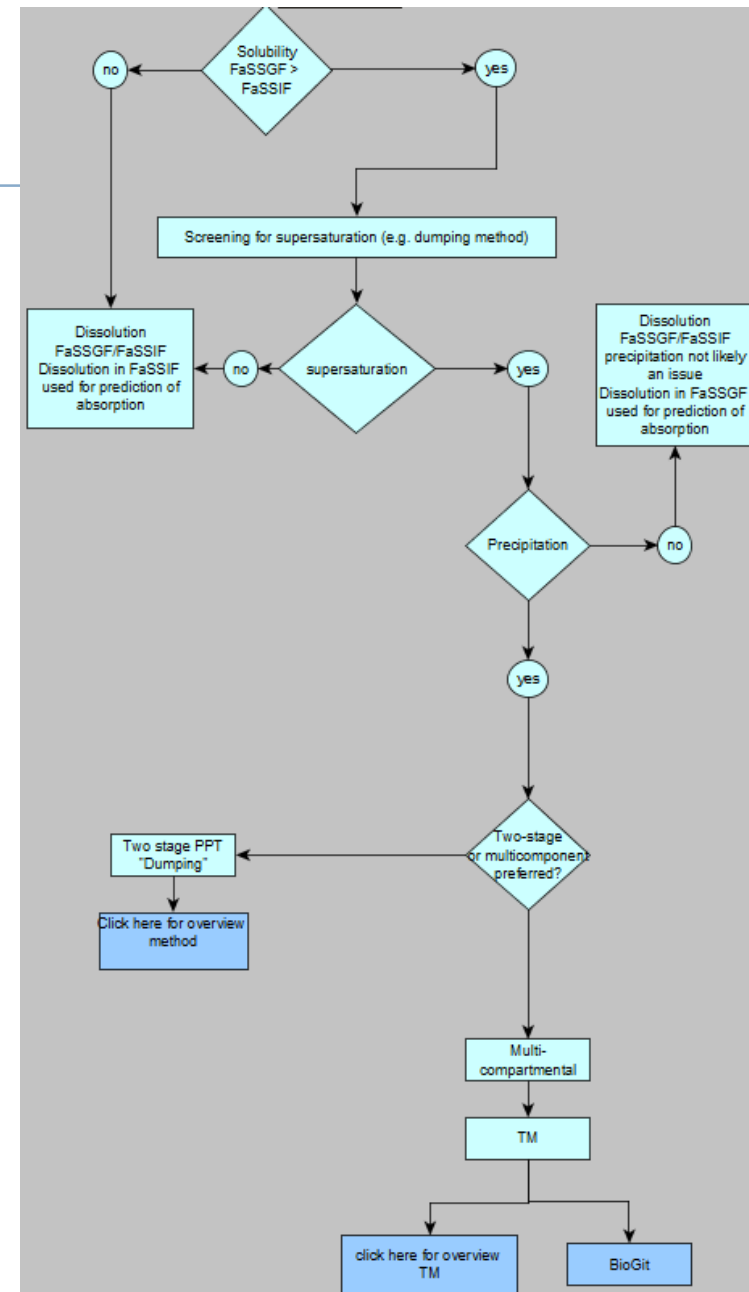 Solubility
FaSSGF >
FaSSIF
no
yes
Screening for supersaturation (e.g. dumping method)
Dissolution
FaSSGF/FaSSIF
Dissolution in FaSSIF
used for prediction of
absorption
no
supersaturation
yes
Dissolution
FaSSGF/FaSSIF
precipitation not likely
an issue
Dissolution in FaSSGF
used for prediction of
absorption
Precipitation
no
yes
Two-stage
or multicomponent
preferred?
Two stage PPT
"Dumping"
Click here for overview
method
Multi-
compartmental
TM
click here for overview
TM
BioGit